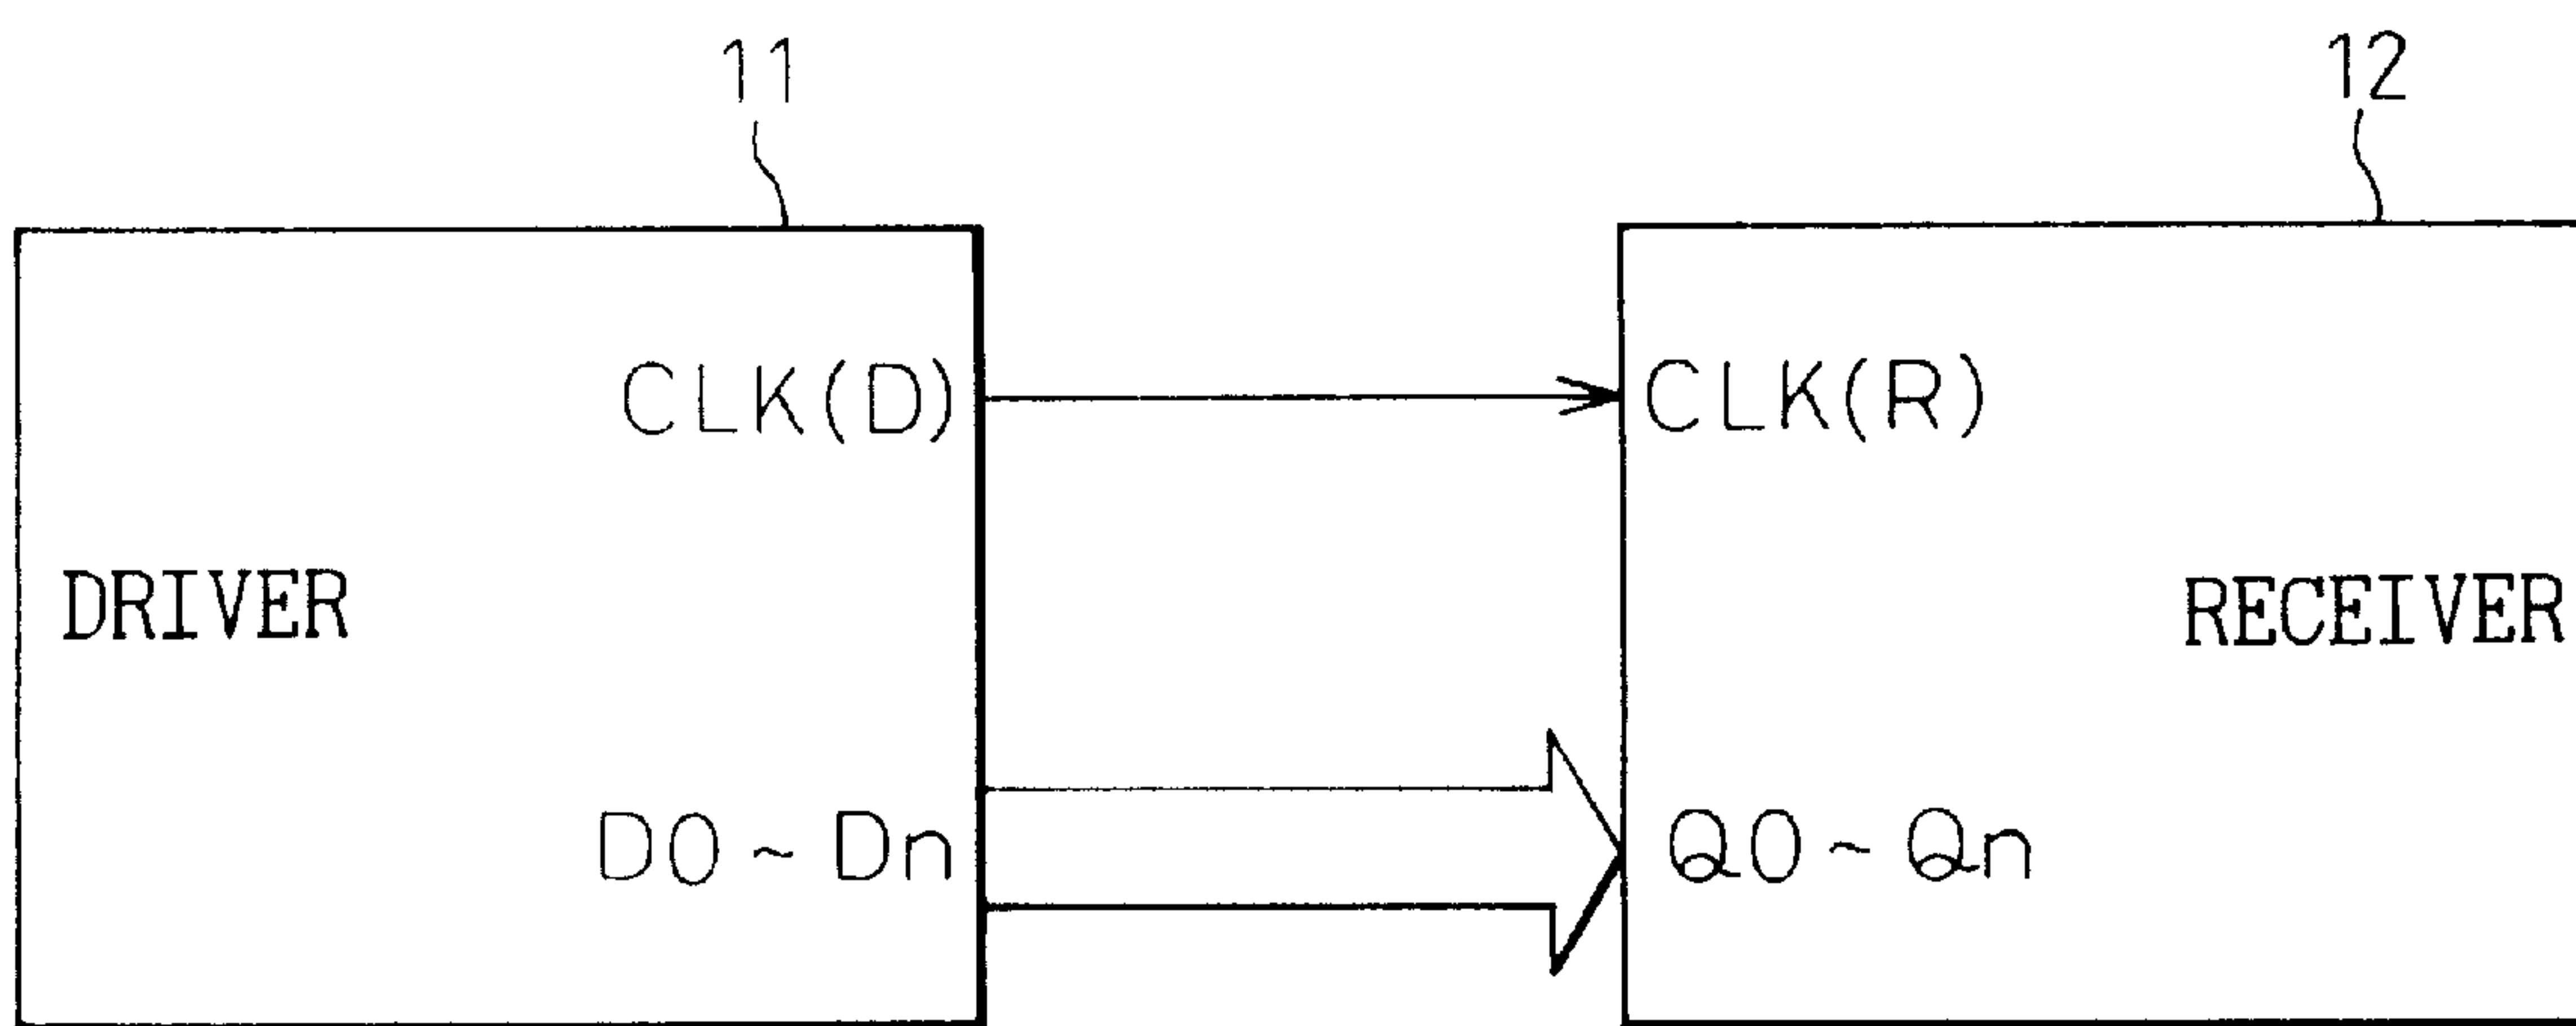 11
12
CLK(D)
CLK(R)
DRIVER
RECEIVER
D0~Dn
Q0~Qn